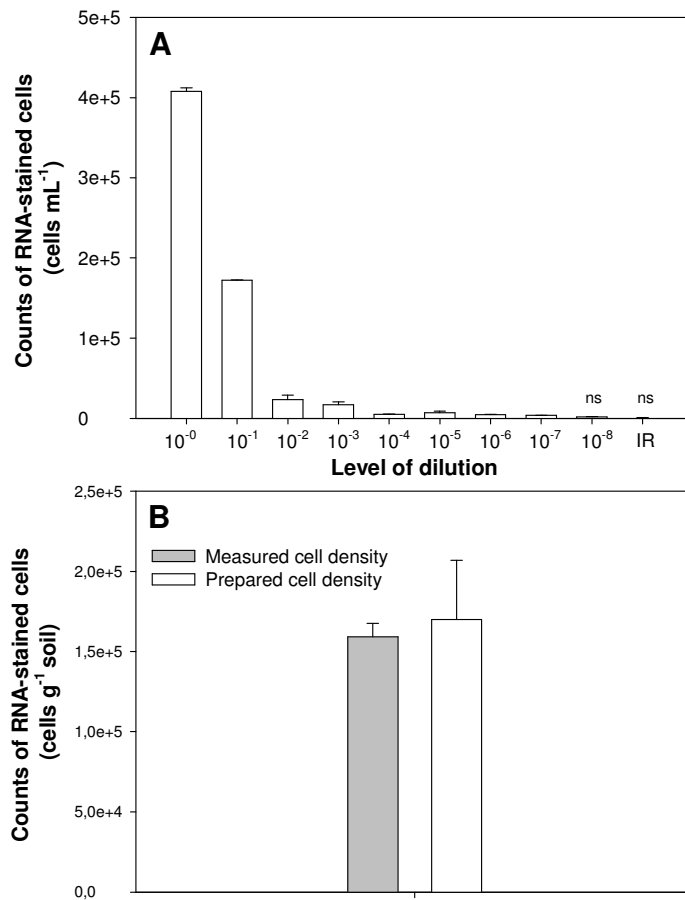 A
Counts of RNA-stained cells
(cells mL⁻¹)
5e+5
4e+5
3e+5
2e+5
1e+5
0
ns ns
10⁻⁰ 10⁻¹ 10⁻² 10⁻³ 10⁻⁴ 10⁻⁵ 10⁻⁶ 10⁻⁷ 10⁻⁸ IR
Level of dilution
B
Counts of RNA-stained cells
(cells g⁻¹ soil)
2,5e+5
2,0e+5
1,5e+5
1,0e+5
5,0e+4
0,0
Measured cell density
Prepared cell density